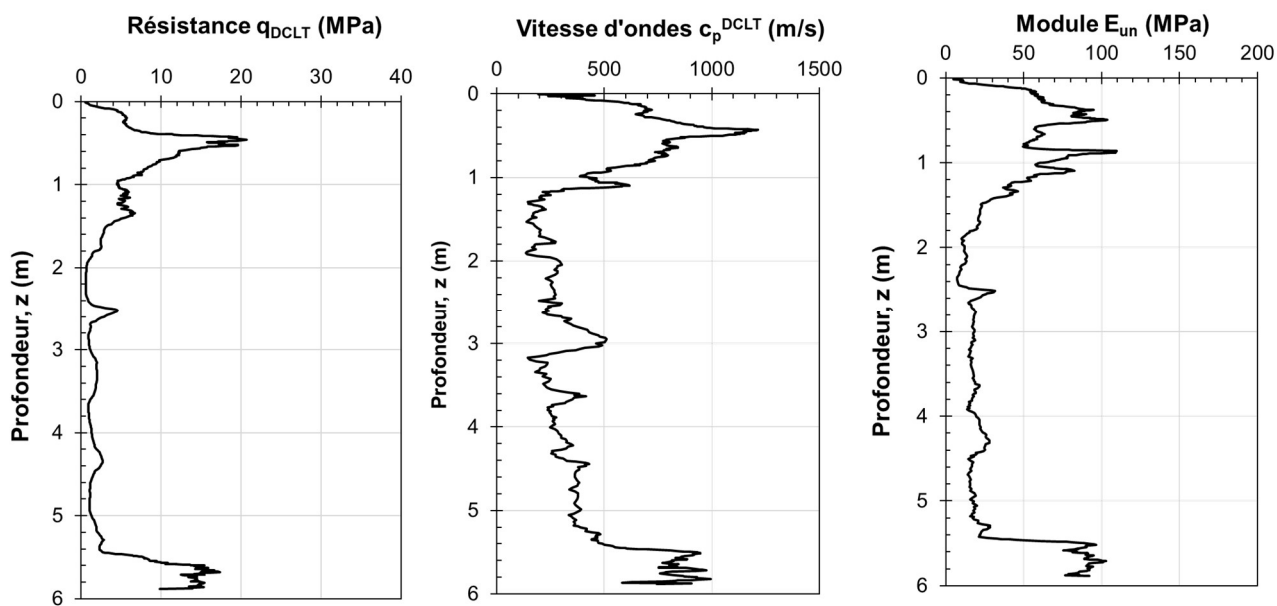 Résistance qDCLT (MPa)
0 10 20 30 40
Profondeur, z (m)
0
1
2
3
4
5
6
Vitesse d'ondes cpDCLT (m/s)
0 500 1000 1500
Profondeur, z (m)
0
1
2
3
4
5
6
Module Eun (MPa)
0 50 100 150 200
Profondeur, z (m)
0
1
2
3
4
5
6